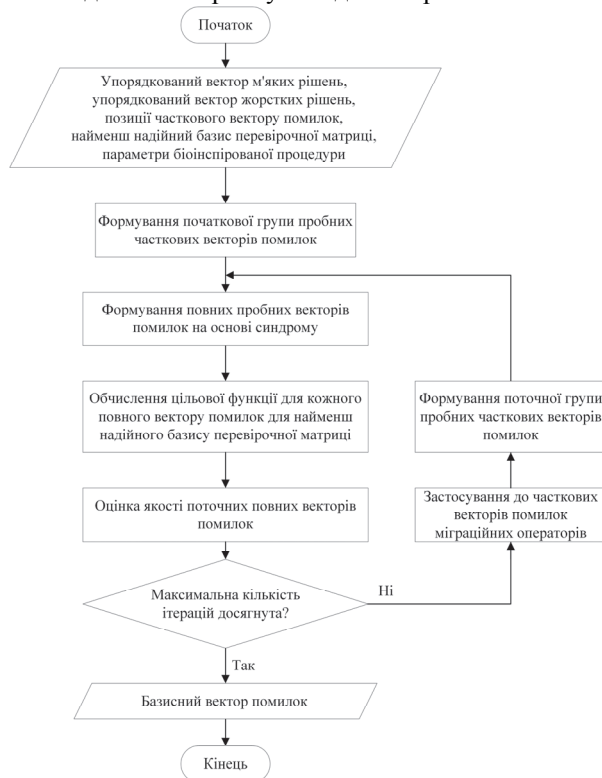 Початок
Упорядкований вектор м'яких рішень,
упорядкований вектор жорстких рішень,
позиції часткового вектору помилок,
найменш надійний базис перевірочної матриці,
параметри біоінспірованої процедури
Формування початкової групи пробних
часткових векторів помилок
Формування повних пробних векторів
помилок на основі синдрому
Обчислення цільової функції для кожного
повного вектору помилок для найменш
надійного базису перевірочної матриці
Оцінка якості поточних повних векторів
помилок
Максимальна кількість
ітерацій досягнута?
Ні
Застосування до часткових
векторів помилок
міграційних операторів
Формування поточної групи
пробних часткових векторів
помилок
Так
Базисний вектор помилок
Кінець